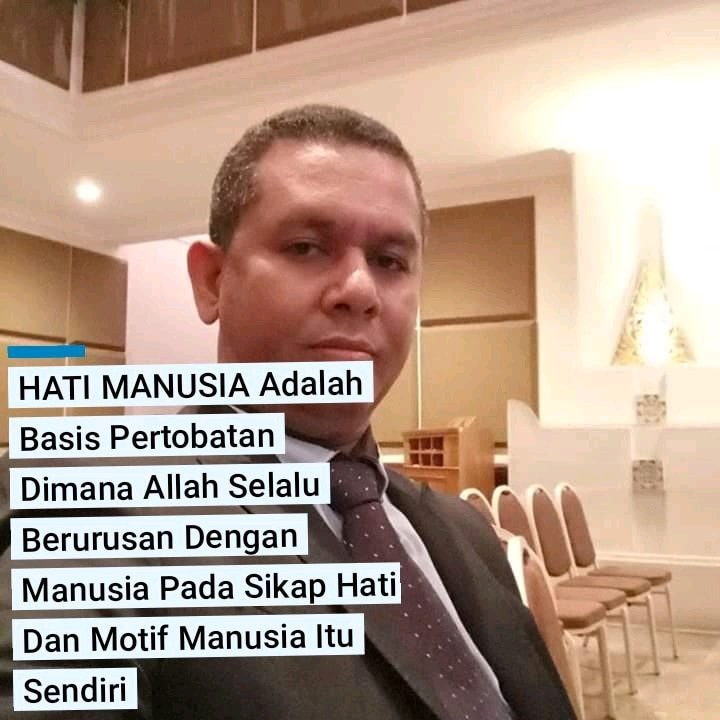 HATI MANUSIA Adalah
Basis Pertobatan
Dimana Allah Selalu
Berurusan Dengan
Manusia Pada Sikap Hati
Dan Motif Manusia Itu
Sendiri